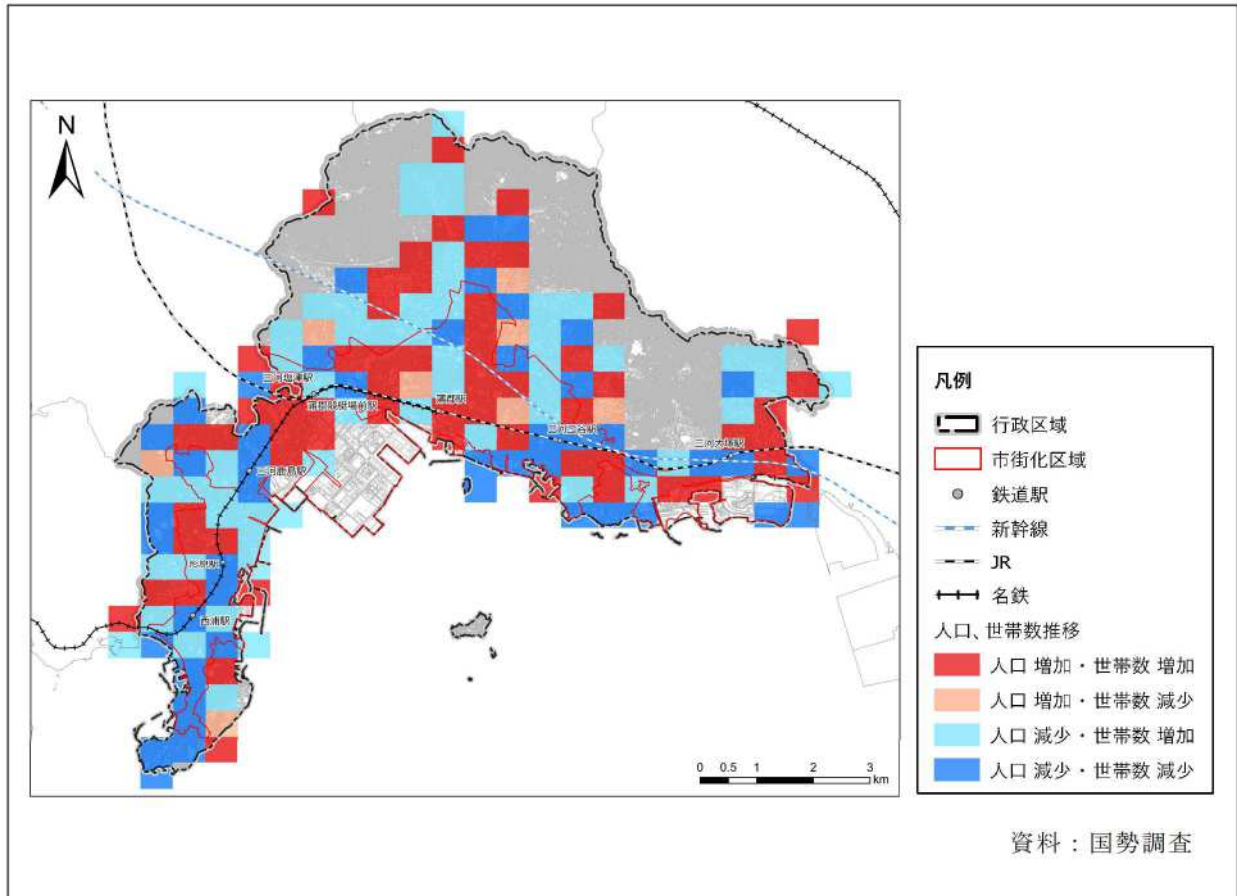 N
三河塩津駅
蒲郡競艇場前駅
蒲郡駅
三河三谷駅
三河大塚駅
三河鹿島駅
形原駅
西浦駅
0 0.5 1 2 3
km
凡例
行政区域
市街化区域
鉄道駅
新幹線
JR
名鉄
人口、世帯数推移
人口 増加・世帯数 増加
人口 増加・世帯数 減少
人口 減少・世帯数 増加
人口 減少・世帯数 減少
資料：国勢調査